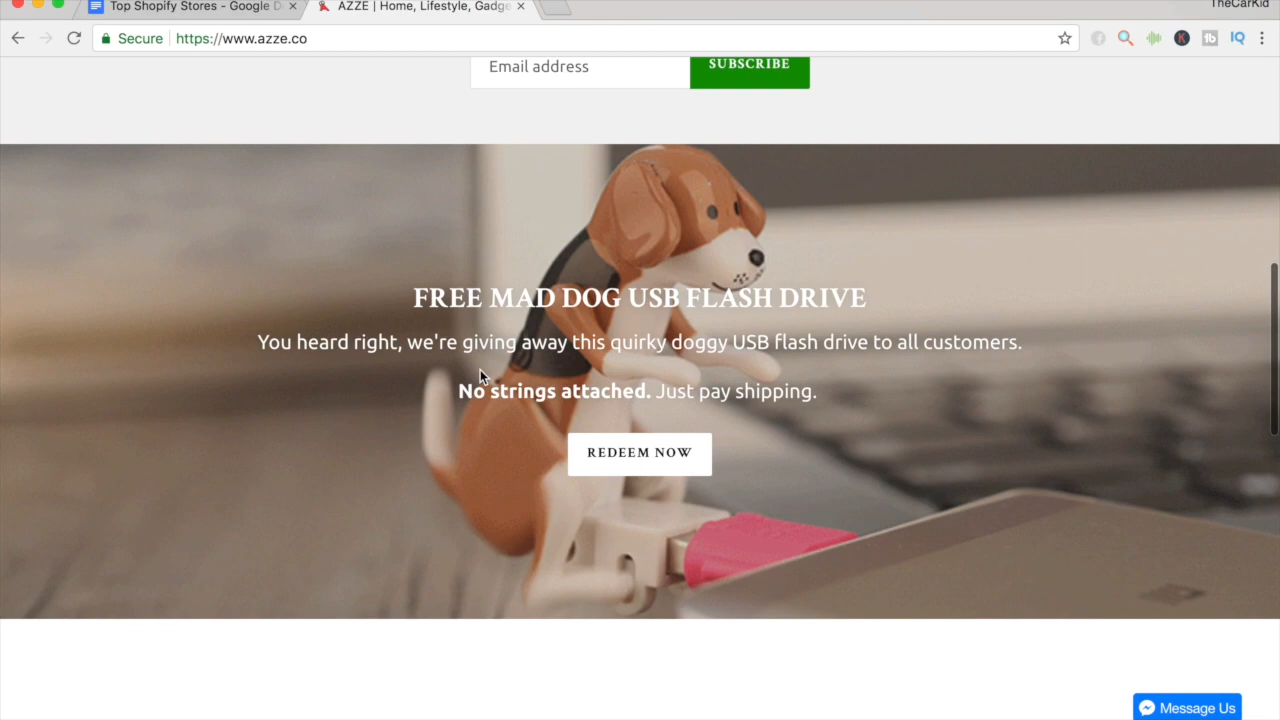 TheCarKid
Top Shopify Stores - Google D
AZZE | Home, Lifestyle, Gadge
Secure
https://www.azze.co
IQ
Email address
SUBSCRIBE
FREE MAD DOG USB FLASH DRIVE
You heard right, we're giving away this quirky doggy USB flash drive to all customers.
No strings attached. Just pay shipping.
REDEEM NOW
Message Us